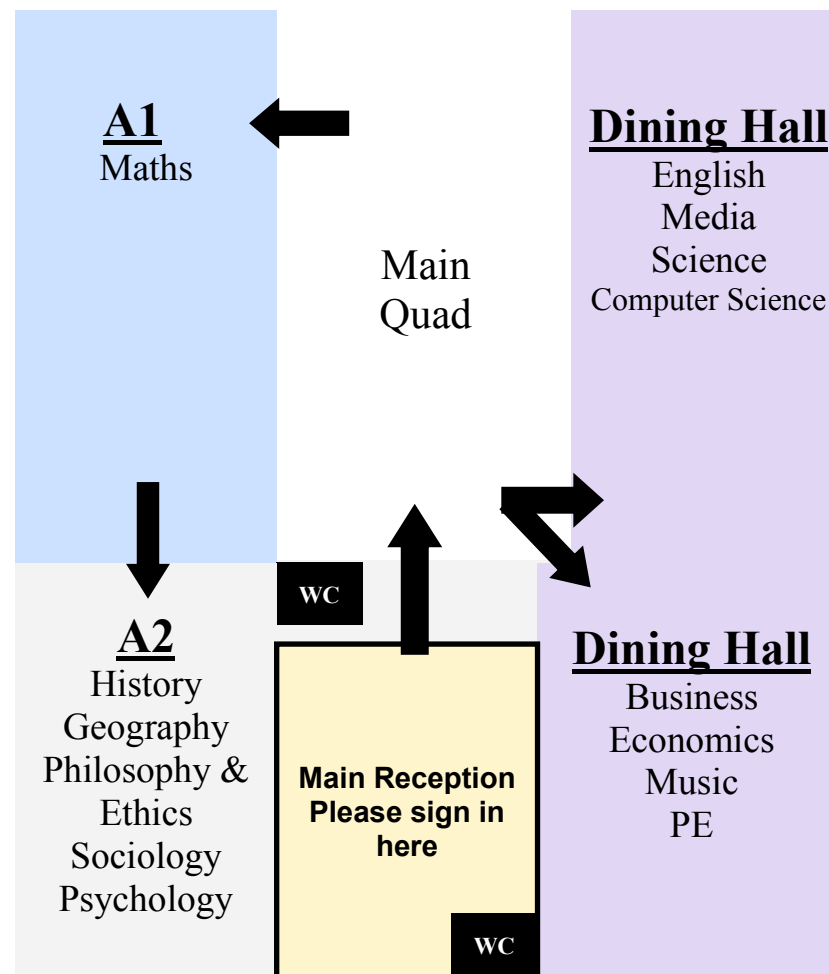 A1
Maths
Main
Quad
Dining Hall
English
Media
Science
Computer Science
WC
A2
History
Geography
Philosophy &
Ethics
Sociology
Psychology
Main Reception
Please sign in
here
WC
Dining Hall
Business
Economics
Music
PE